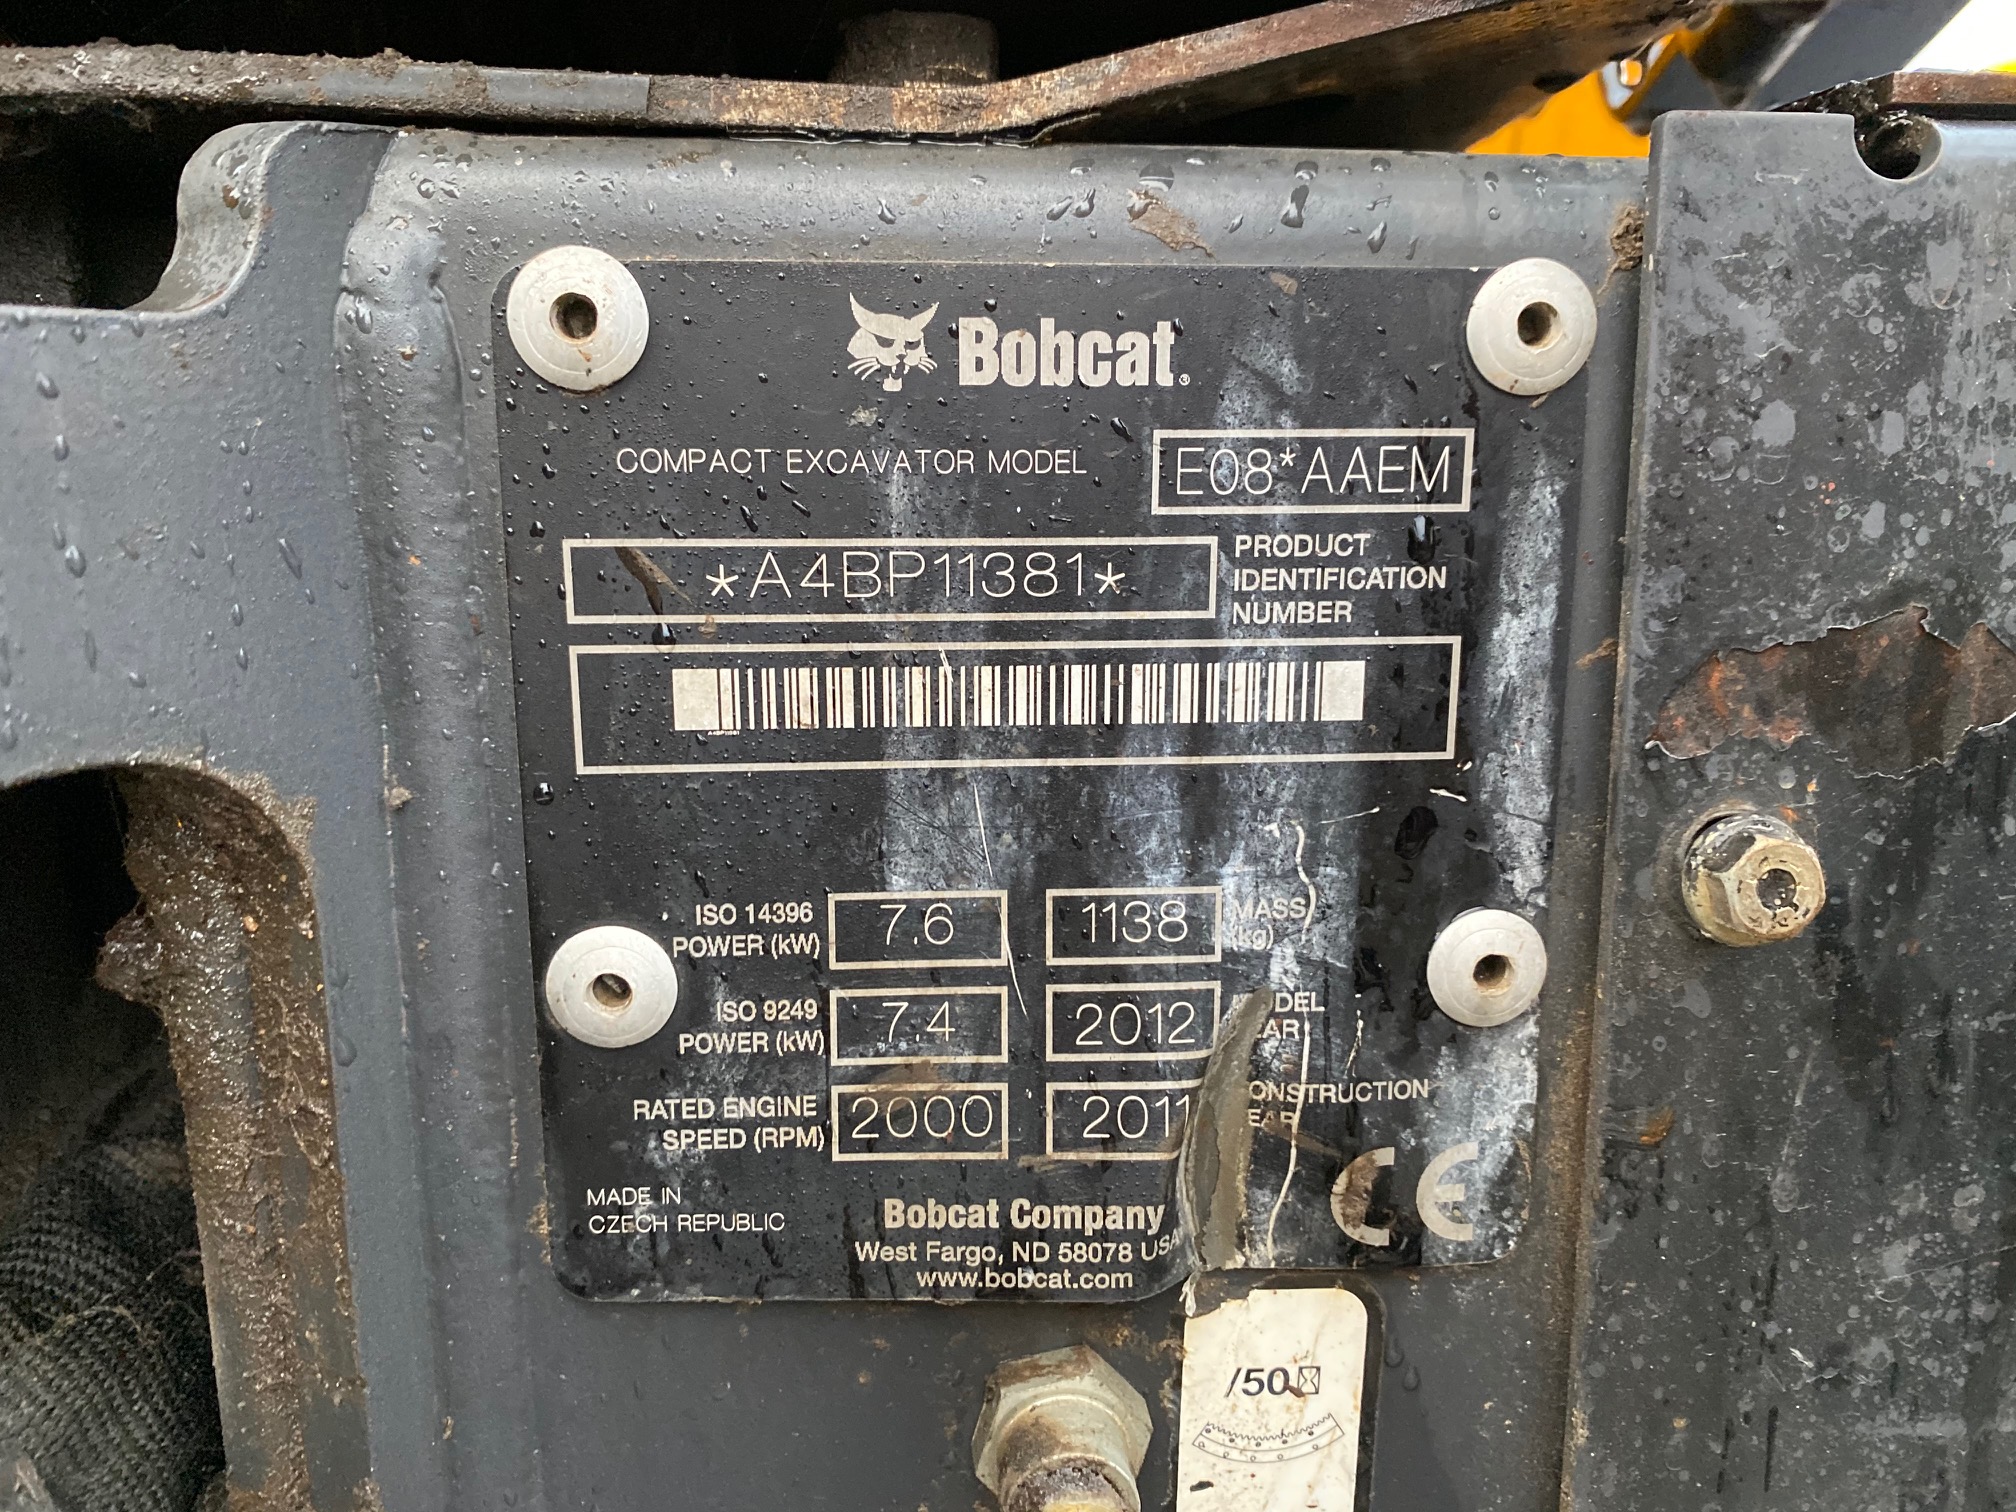 Bobcat®
COMPACT EXCAVATOR MODEL E08*AAEM
*A4BP11381*
PRODUCT
IDENTIFICATION
NUMBER
A4BP11381
ISO 14396
POWER (kW)
7.6
1138
MASS
(kg)
ISO 9249
POWER (kW)
7.4
2012
RATED ENGINE
SPEED (RPM)
2000
2011
MADE IN
CZECH REPUBLIC
Bobcat Company
West Fargo, ND 58078 USA
www.bobcat.com
CE
/50